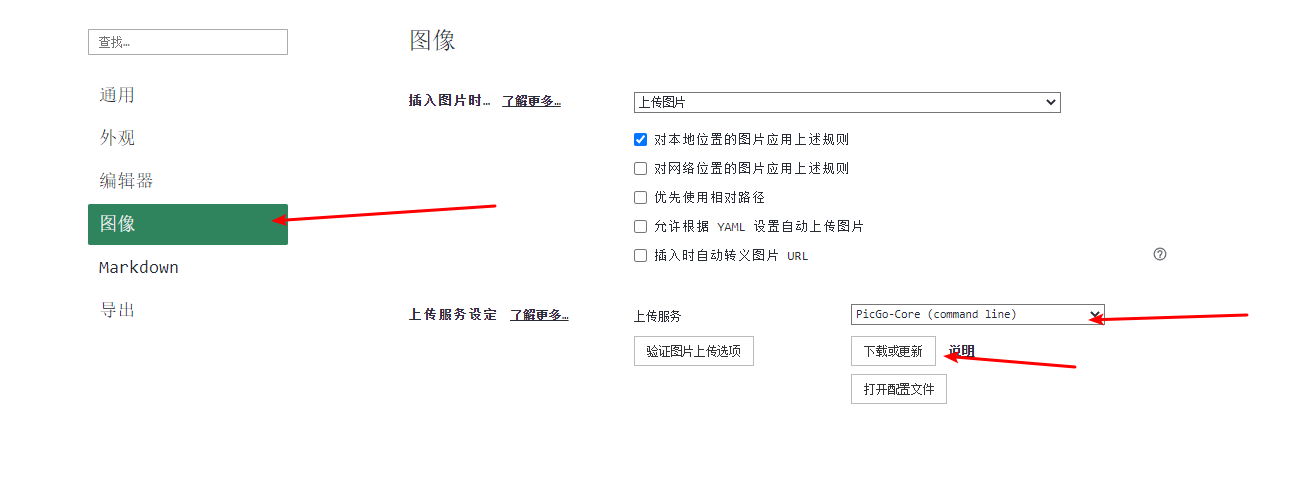 查找…
通用
外观
编辑器
图像
Markdown
导出
图像
插入图片时… 了解更多…
上传图片
对本地位置的图片应用上述规则
对网络位置的图片应用上述规则
优先使用相对路径
允许根据 YAML 设置自动上传图片
插入时自动转义图片 URL
上传服务设定 了解更多…
上传服务 PicGo-Core (command line)
验证图片上传选项 下载或更新 说明
打开配置文件